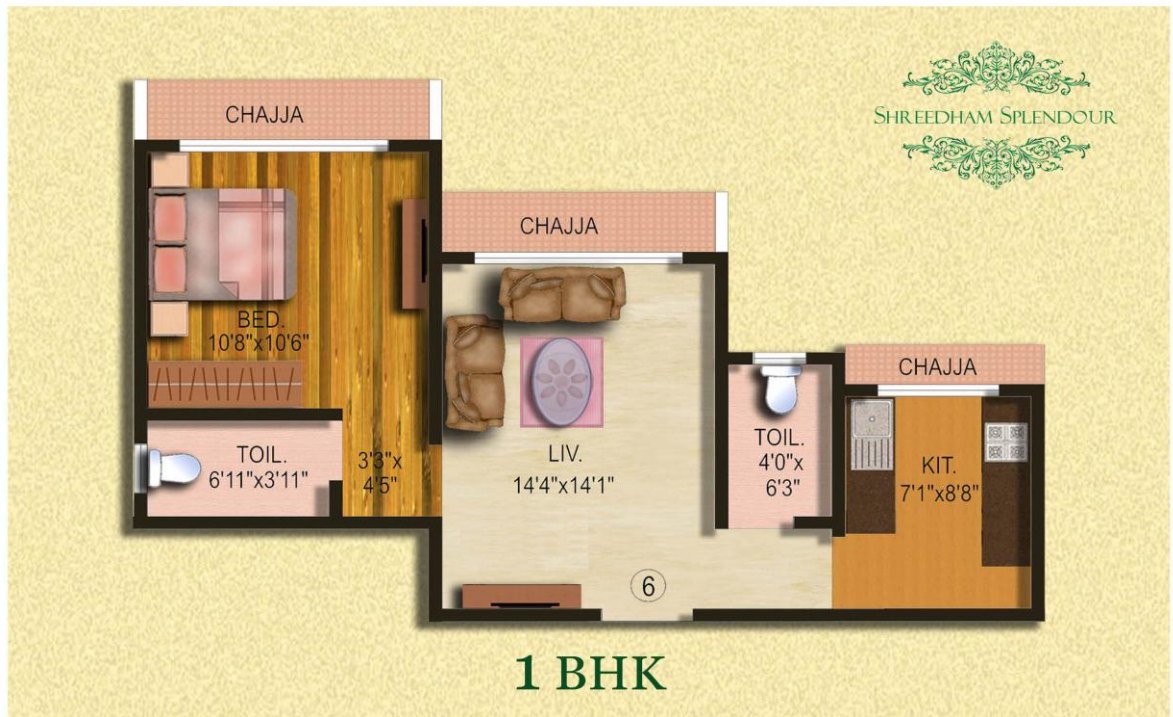 SHREEDHAM SPLENDOUR
CHAJJA
CHAJJA
CHAJJA
BED.
10'8"x10'6"
TOIL.
6'11"x3'11"
3'3"x
4'5"
LIV.
14'4"x14'1"
TOIL.
4'0"x
6'3"
KIT.
7'1"x8'8"
6
1 BHK